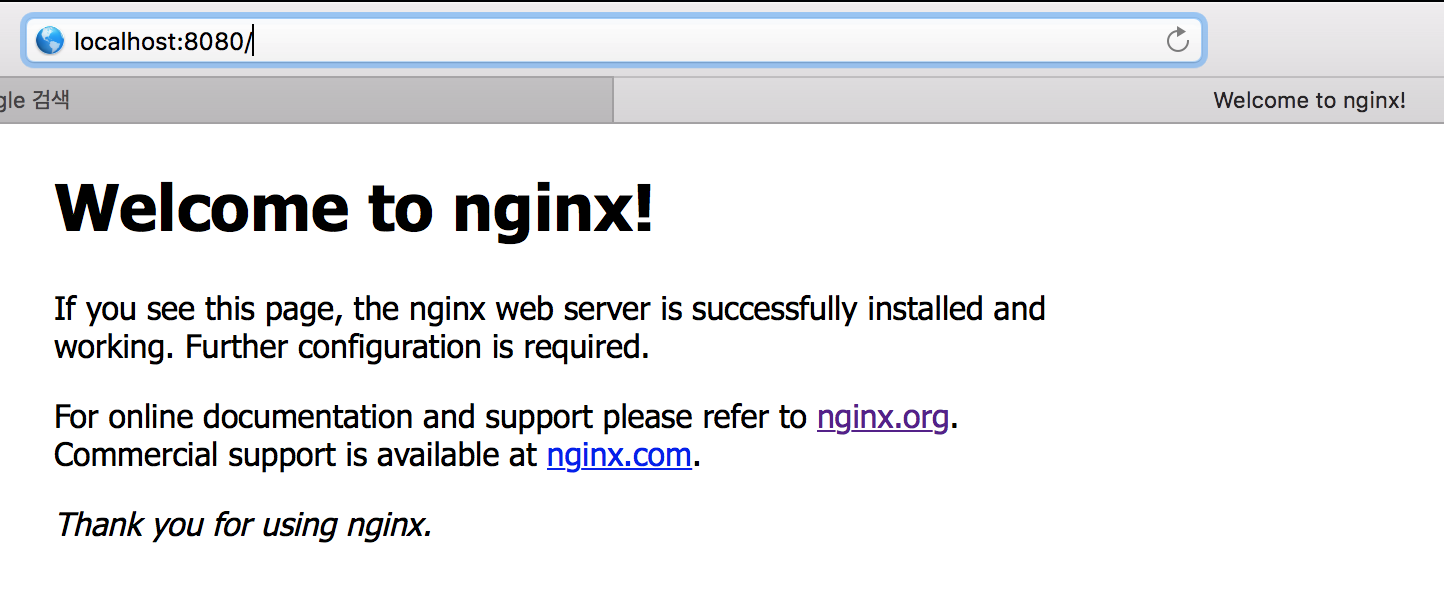 localhost:8080/
gle 검색
Welcome to nginx!
Welcome to nginx!
If you see this page, the nginx web server is successfully installed and
working. Further configuration is required.
For online documentation and support please refer to nginx.org.
Commercial support is available at nginx.com.
Thank you for using nginx.